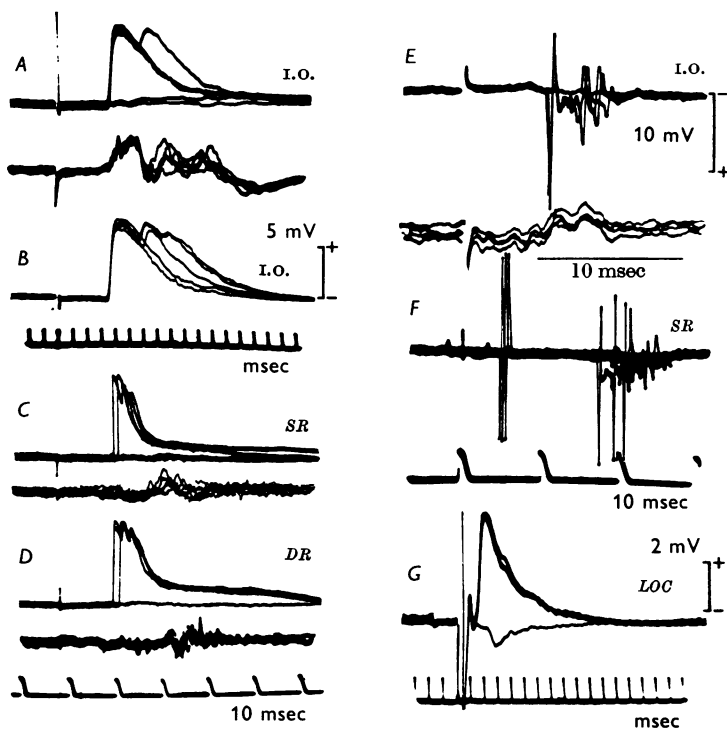 A
I.O.
B
5 mV
+
I.O.
-
msec
C
SR
D
DR
10 msec
E
I.O.
-
10 mV
+
10 msec
F
SR
10 msec
2 mV
+
G
LOC
-
msec